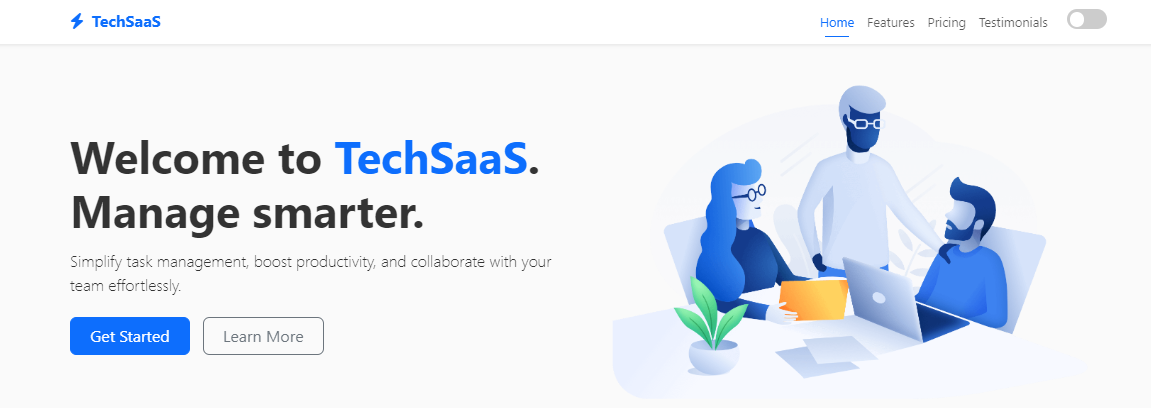 TechSaaS
Home Features Pricing Testimonials
Welcome to TechSaaS.
Manage smarter.
Simplify task management, boost productivity, and collaborate with your
team effortlessly.
Get Started Learn More